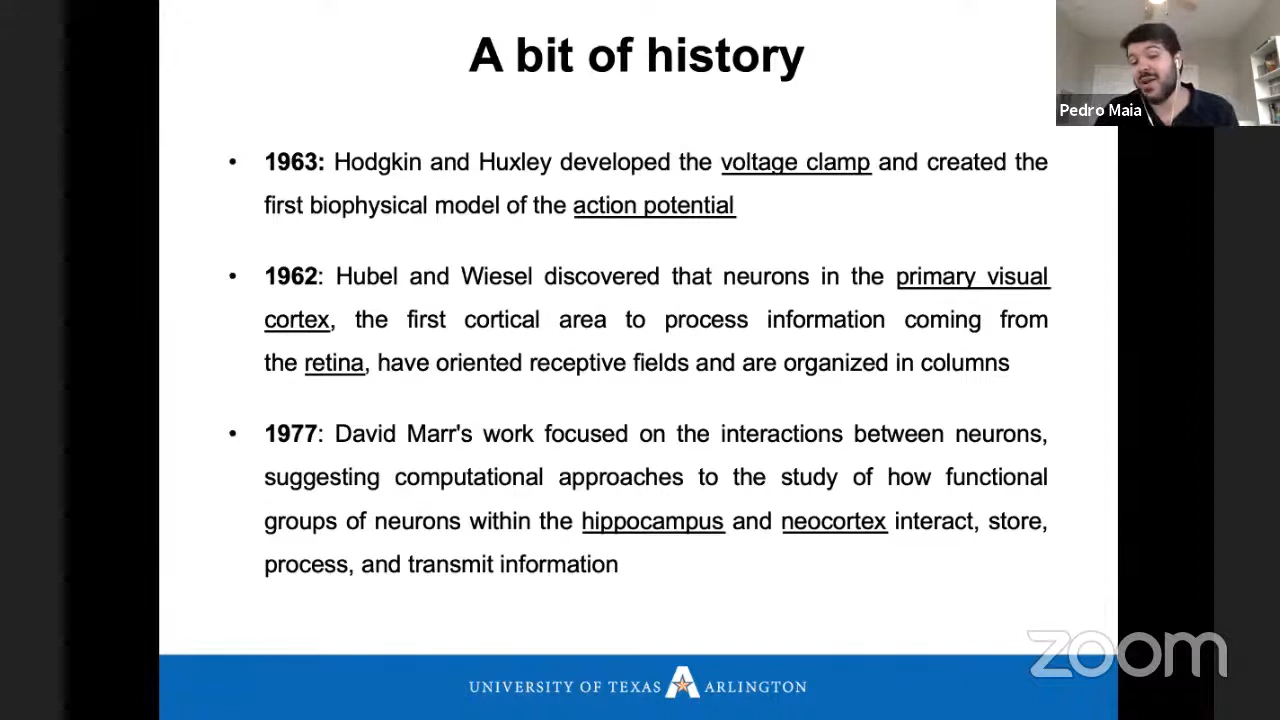 A bit of history
Pedro Maia
• 1963: Hodgkin and Huxley developed the voltage clamp and created the
first biophysical model of the action potential
• 1962: Hubel and Wiesel discovered that neurons in the primary visual
cortex, the first cortical area to process information coming from
the retina, have oriented receptive fields and are organized in columns
• 1977: David Marr's work focused on the interactions between neurons,
suggesting computational approaches to the study of how functional
groups of neurons within the hippocampus and neocortex interact, store,
process, and transmit information
zoom
UNIVERSITY OF TEXAS A ARLINGTON